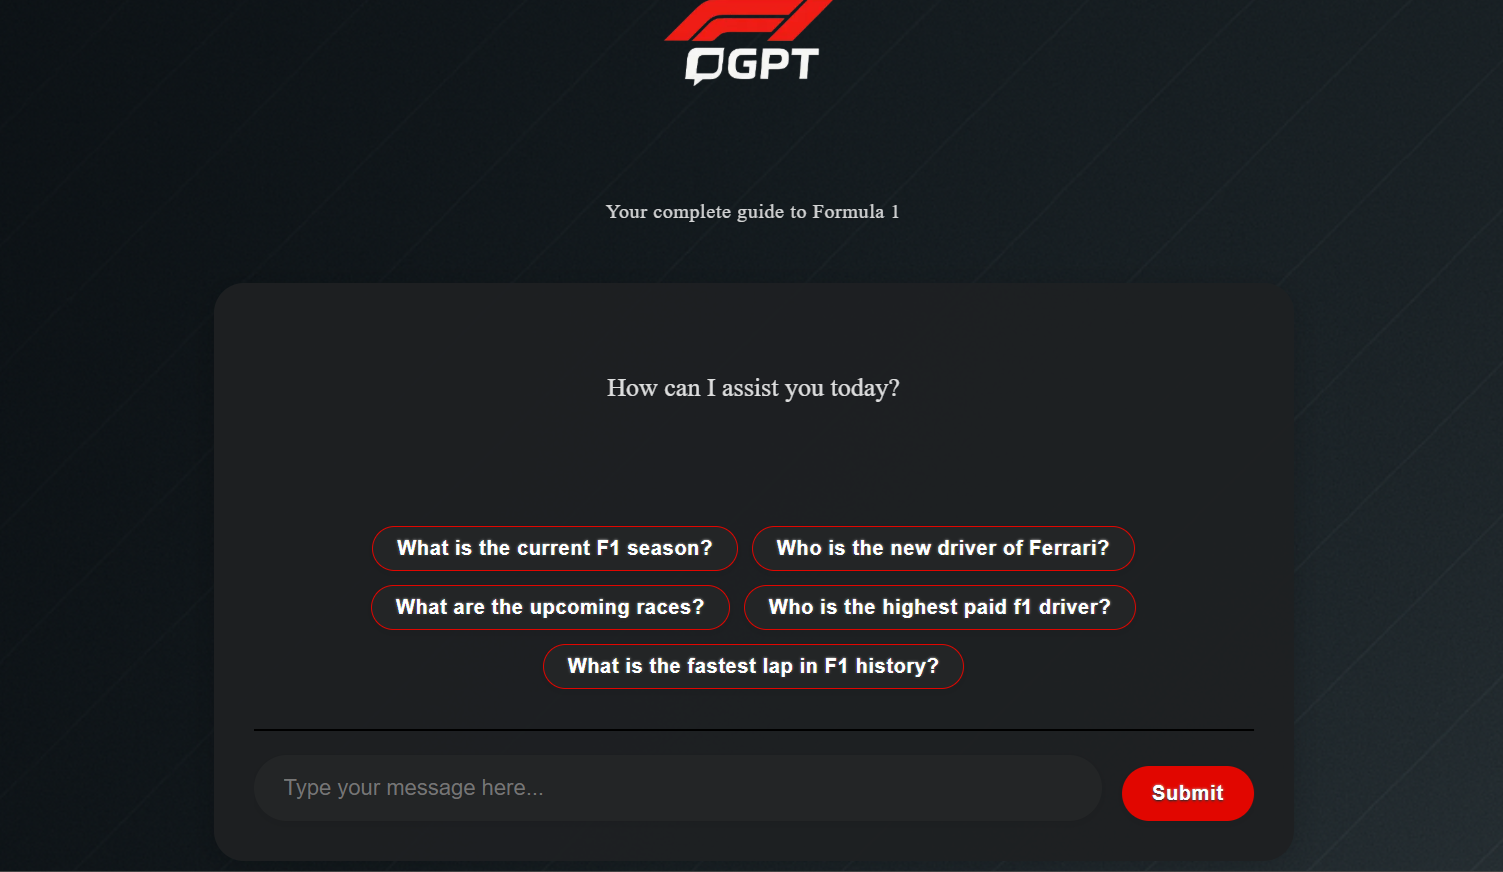 GPT
Your complete guide to Formula 1
How can I assist you today?
What is the current F1 season? Who is the new driver of Ferrari?
What are the upcoming races? Who is the highest paid f1 driver?
What is the fastest lap in F1 history?
Type your message here... Submit